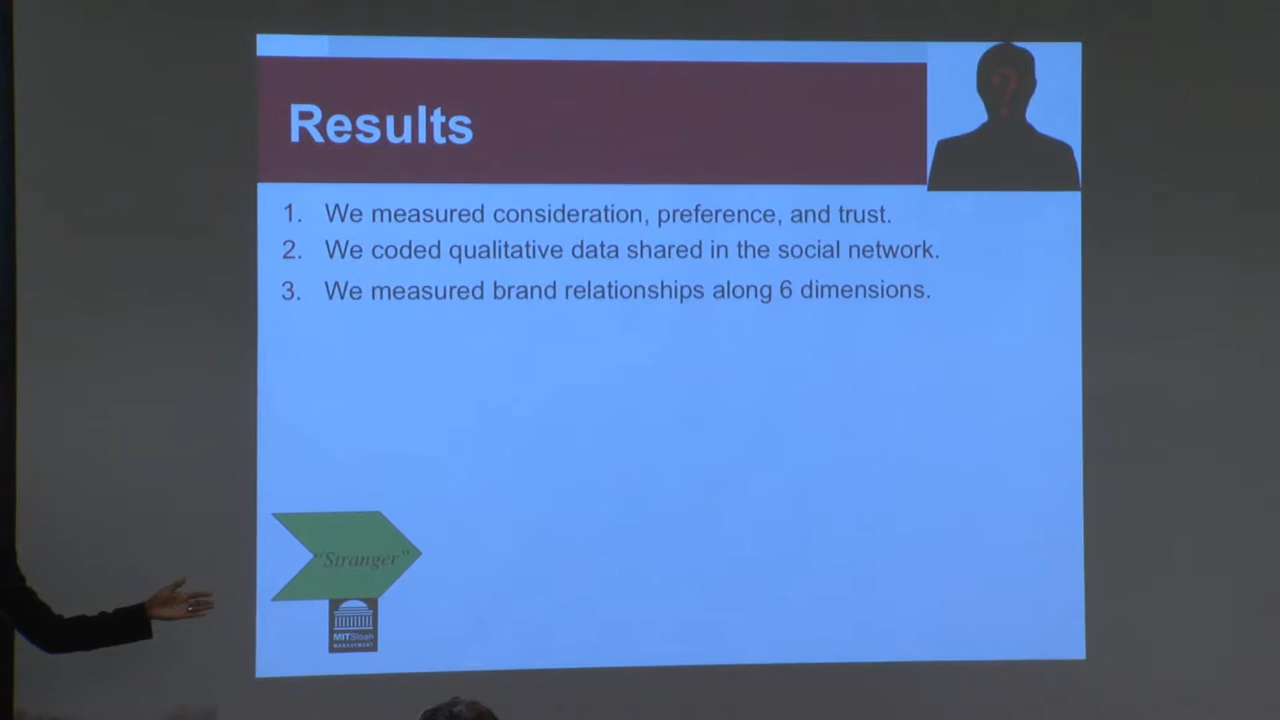 Results
?
1. We measured consideration, preference, and trust.
2. We coded qualitative data shared in the social network.
3. We measured brand relationships along 6 dimensions.
"Stranger"
MITSloan
MANAGEMENT